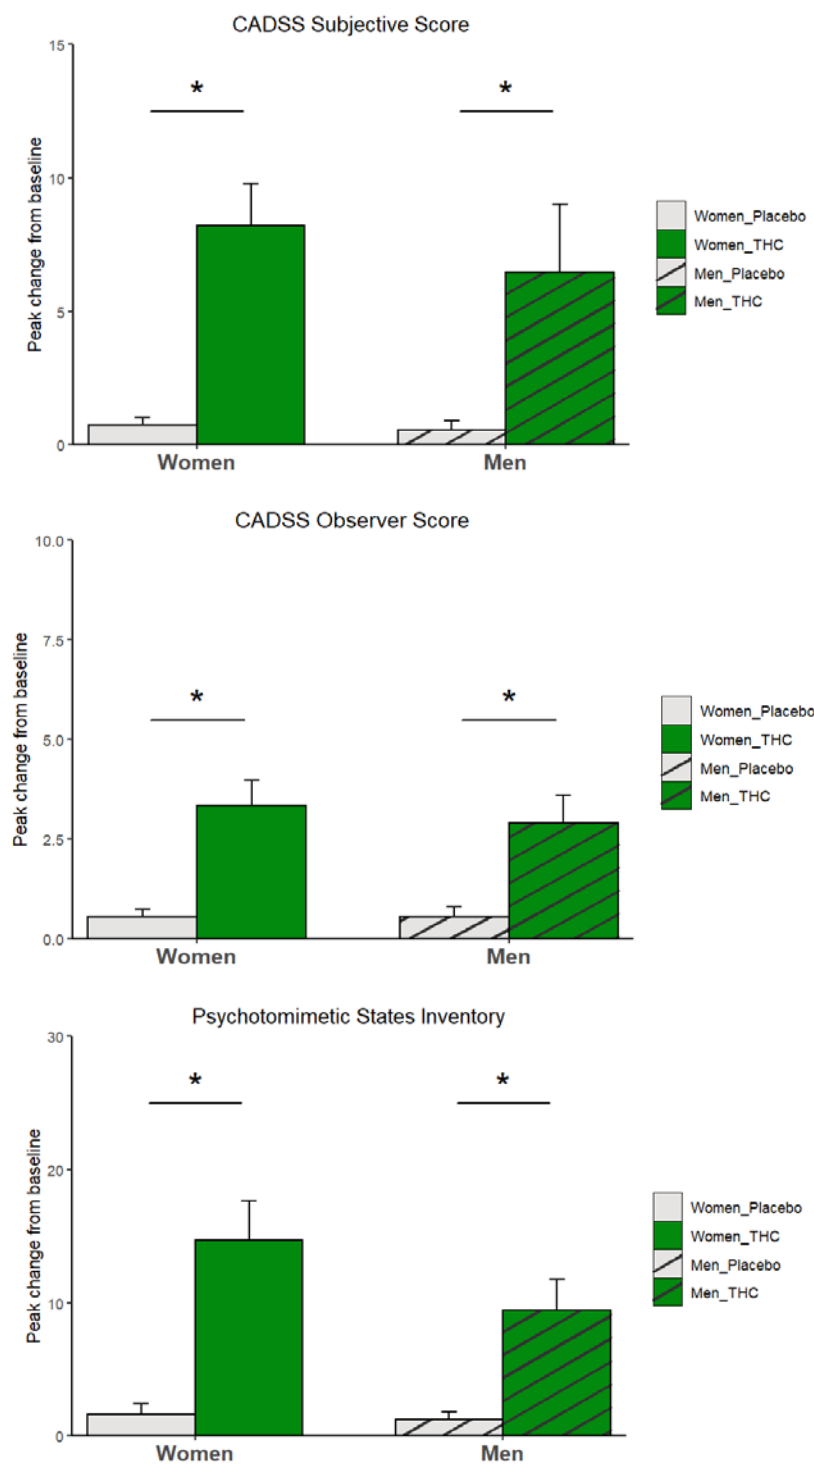 CADSS Subjective Score
15
10
5
0
Peak change from baseline
*
*
Women
Men
Women_Placebo
Women_THC
Men_Placebo
Men_THC
CADSS Observer Score
10.0
7.5
5.0
2.5
0.0
Peak change from baseline
*
*
Women
Men
Women_Placebo
Women_THC
Men_Placebo
Men_THC
Psychotomimetic States Inventory
30
20
10
0
Peak change from baseline
*
*
Women
Men
Women_Placebo
Women_THC
Men_Placebo
Men_THC